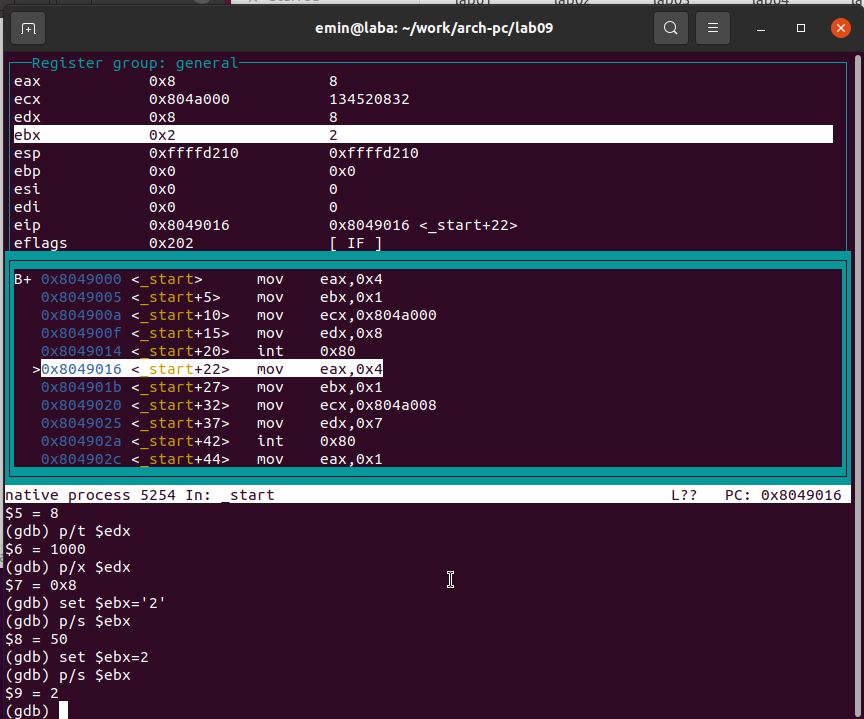 emin@laba: ~/work/arch-pc/lab09
Register group: general
eax 0x8 8
ecx 0x804a000 134520832
edx 0x8 8
ebx 0x2 2
esp 0xffffd210 0xffffd210
ebp 0x0 0x0
esi 0x0 0
edi 0x0 0
eip 0x8049016 0x8049016 <_start+22>
eflags 0x202 [ IF ]
B+ 0x8049000 <_start> mov eax,0x4
0x8049005 <_start+5> mov ebx,0x1
0x804900a <_start+10> mov ecx,0x804a000
0x804900f <_start+15> mov edx,0x8
0x8049014 <_start+20> int 0x80
>0x8049016 <_start+22> mov eax,0x4
0x804901b <_start+27> mov ebx,0x1
0x8049020 <_start+32> mov ecx,0x804a008
0x8049025 <_start+37> mov edx,0x7
0x804902a <_start+42> int 0x80
0x804902c <_start+44> mov eax,0x1
native process 5254 In: _start L?? PC: 0x8049016
$5 = 8
(gdb) p/t $edx
$6 = 1000
(gdb) p/x $edx
$7 = 0x8
(gdb) set $ebx='2'
(gdb) p/s $ebx
$8 = 50
(gdb) set $ebx=2
(gdb) p/s $ebx
$9 = 2
(gdb)